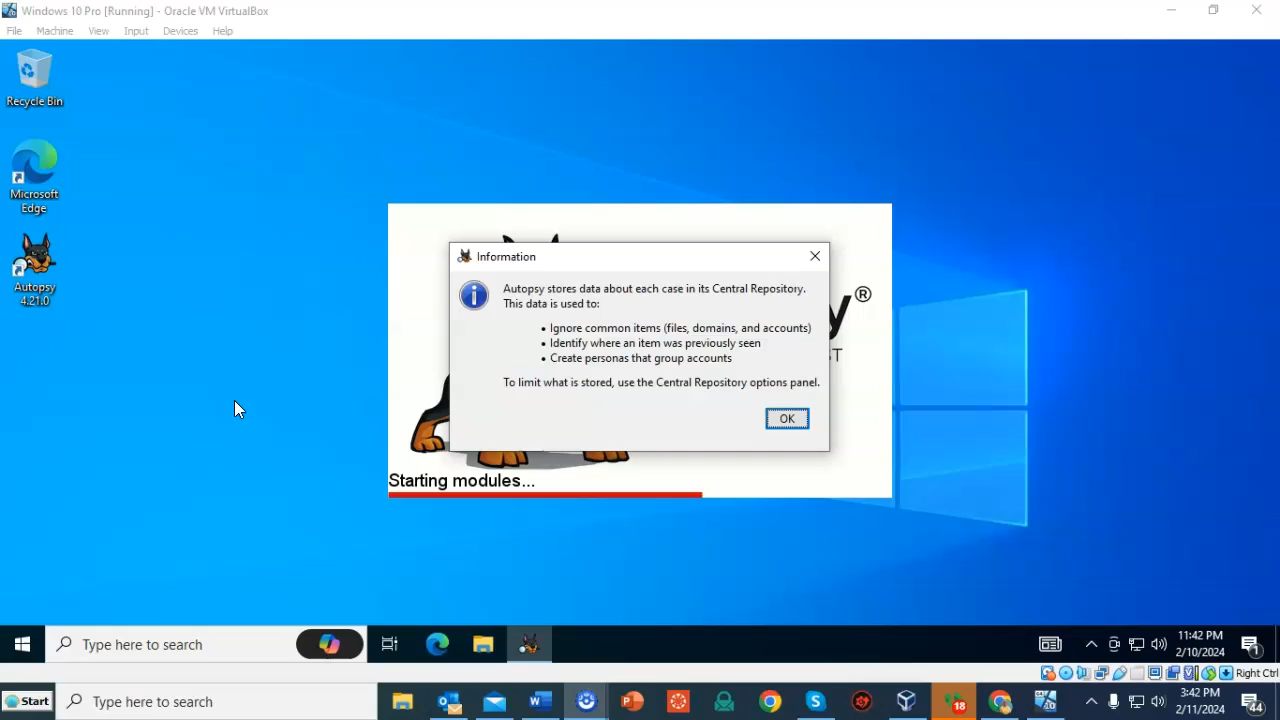 Windows 10 Pro [Running] - Oracle VM VirtualBox
File Machine View Input Devices Help
Recycle Bin
Microsoft
Edge
Autopsy
4.21.0
Information
Autopsy stores data about each case in its Central Repository.
This data is used to:
• Ignore common items (files, domains, and accounts)
• Identify where an item was previously seen
• Create personas that group accounts
To limit what is stored, use the Central Repository options panel.
OK
y®
T
Starting modules...
Type here to search
11:42 PM
2/10/2024
1
Right Ctrl
Start
Type here to search
18
3:42 PM
2/11/2024
44